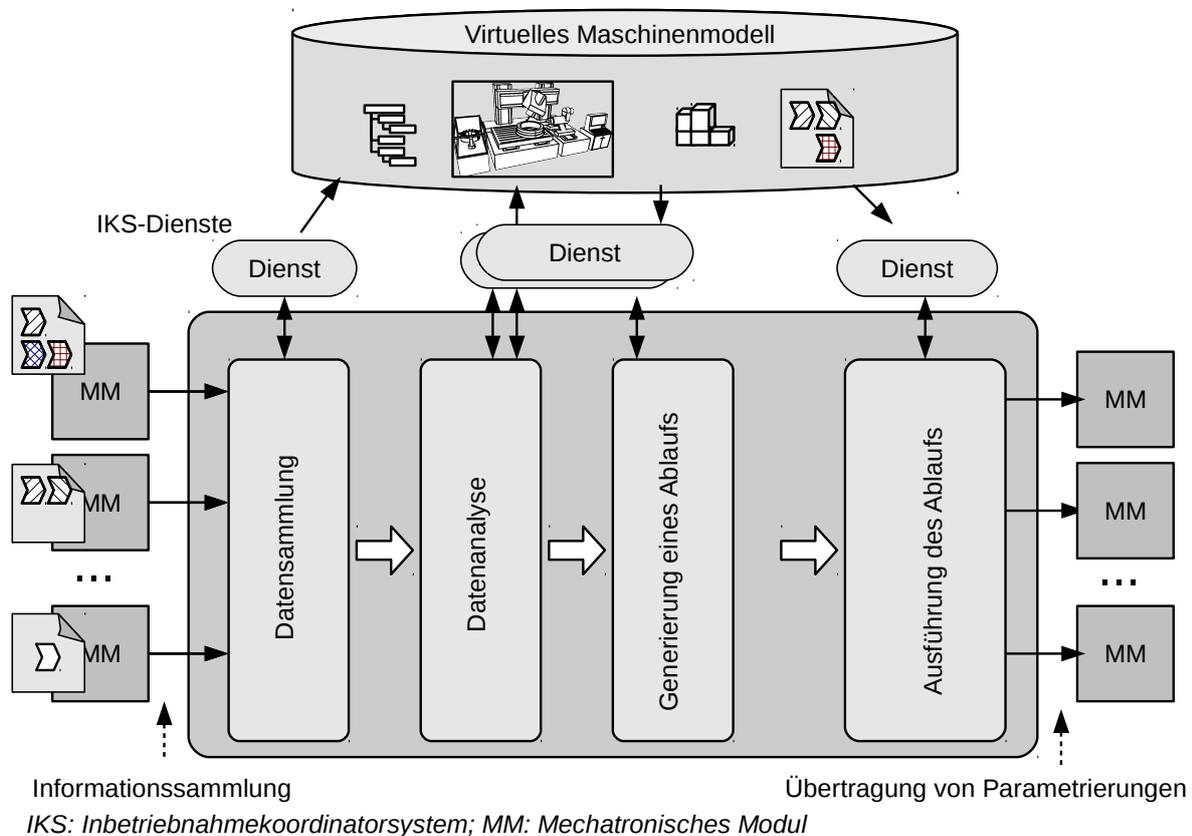 Virtuelles Maschinenmodell
IKS-Dienste
Dienst
Dienst
Dienst
MM
MM
...
MM
Datensammlung
Datenanalyse
Generierung eines Ablaufs
Ausführung des Ablaufs
MM
MM
...
MM
Informationssammlung
Übertragung von Parametrierungen
IKS: Inbetriebnahmekoordinatorsystem; MM: Mechatronisches Modul